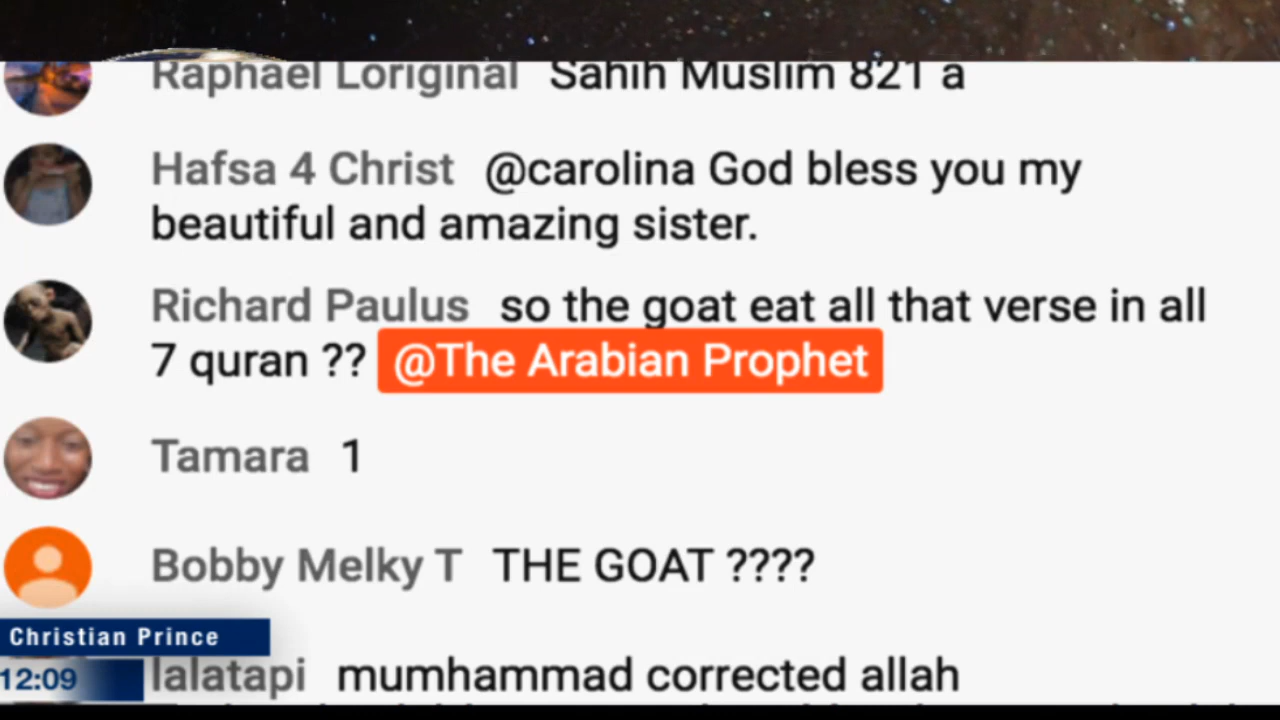 Raphael Loriginal Sahih Muslim 821 a
Hafsa 4 Christ @carolina God bless you my
beautiful and amazing sister.
Richard Paulus so the goat eat all that verse in all
7 quran ?? @The Arabian Prophet
Tamara 1
Bobby Melky T THE GOAT ????
Christian Prince
12:09
lalatapi mumhammad corrected allah